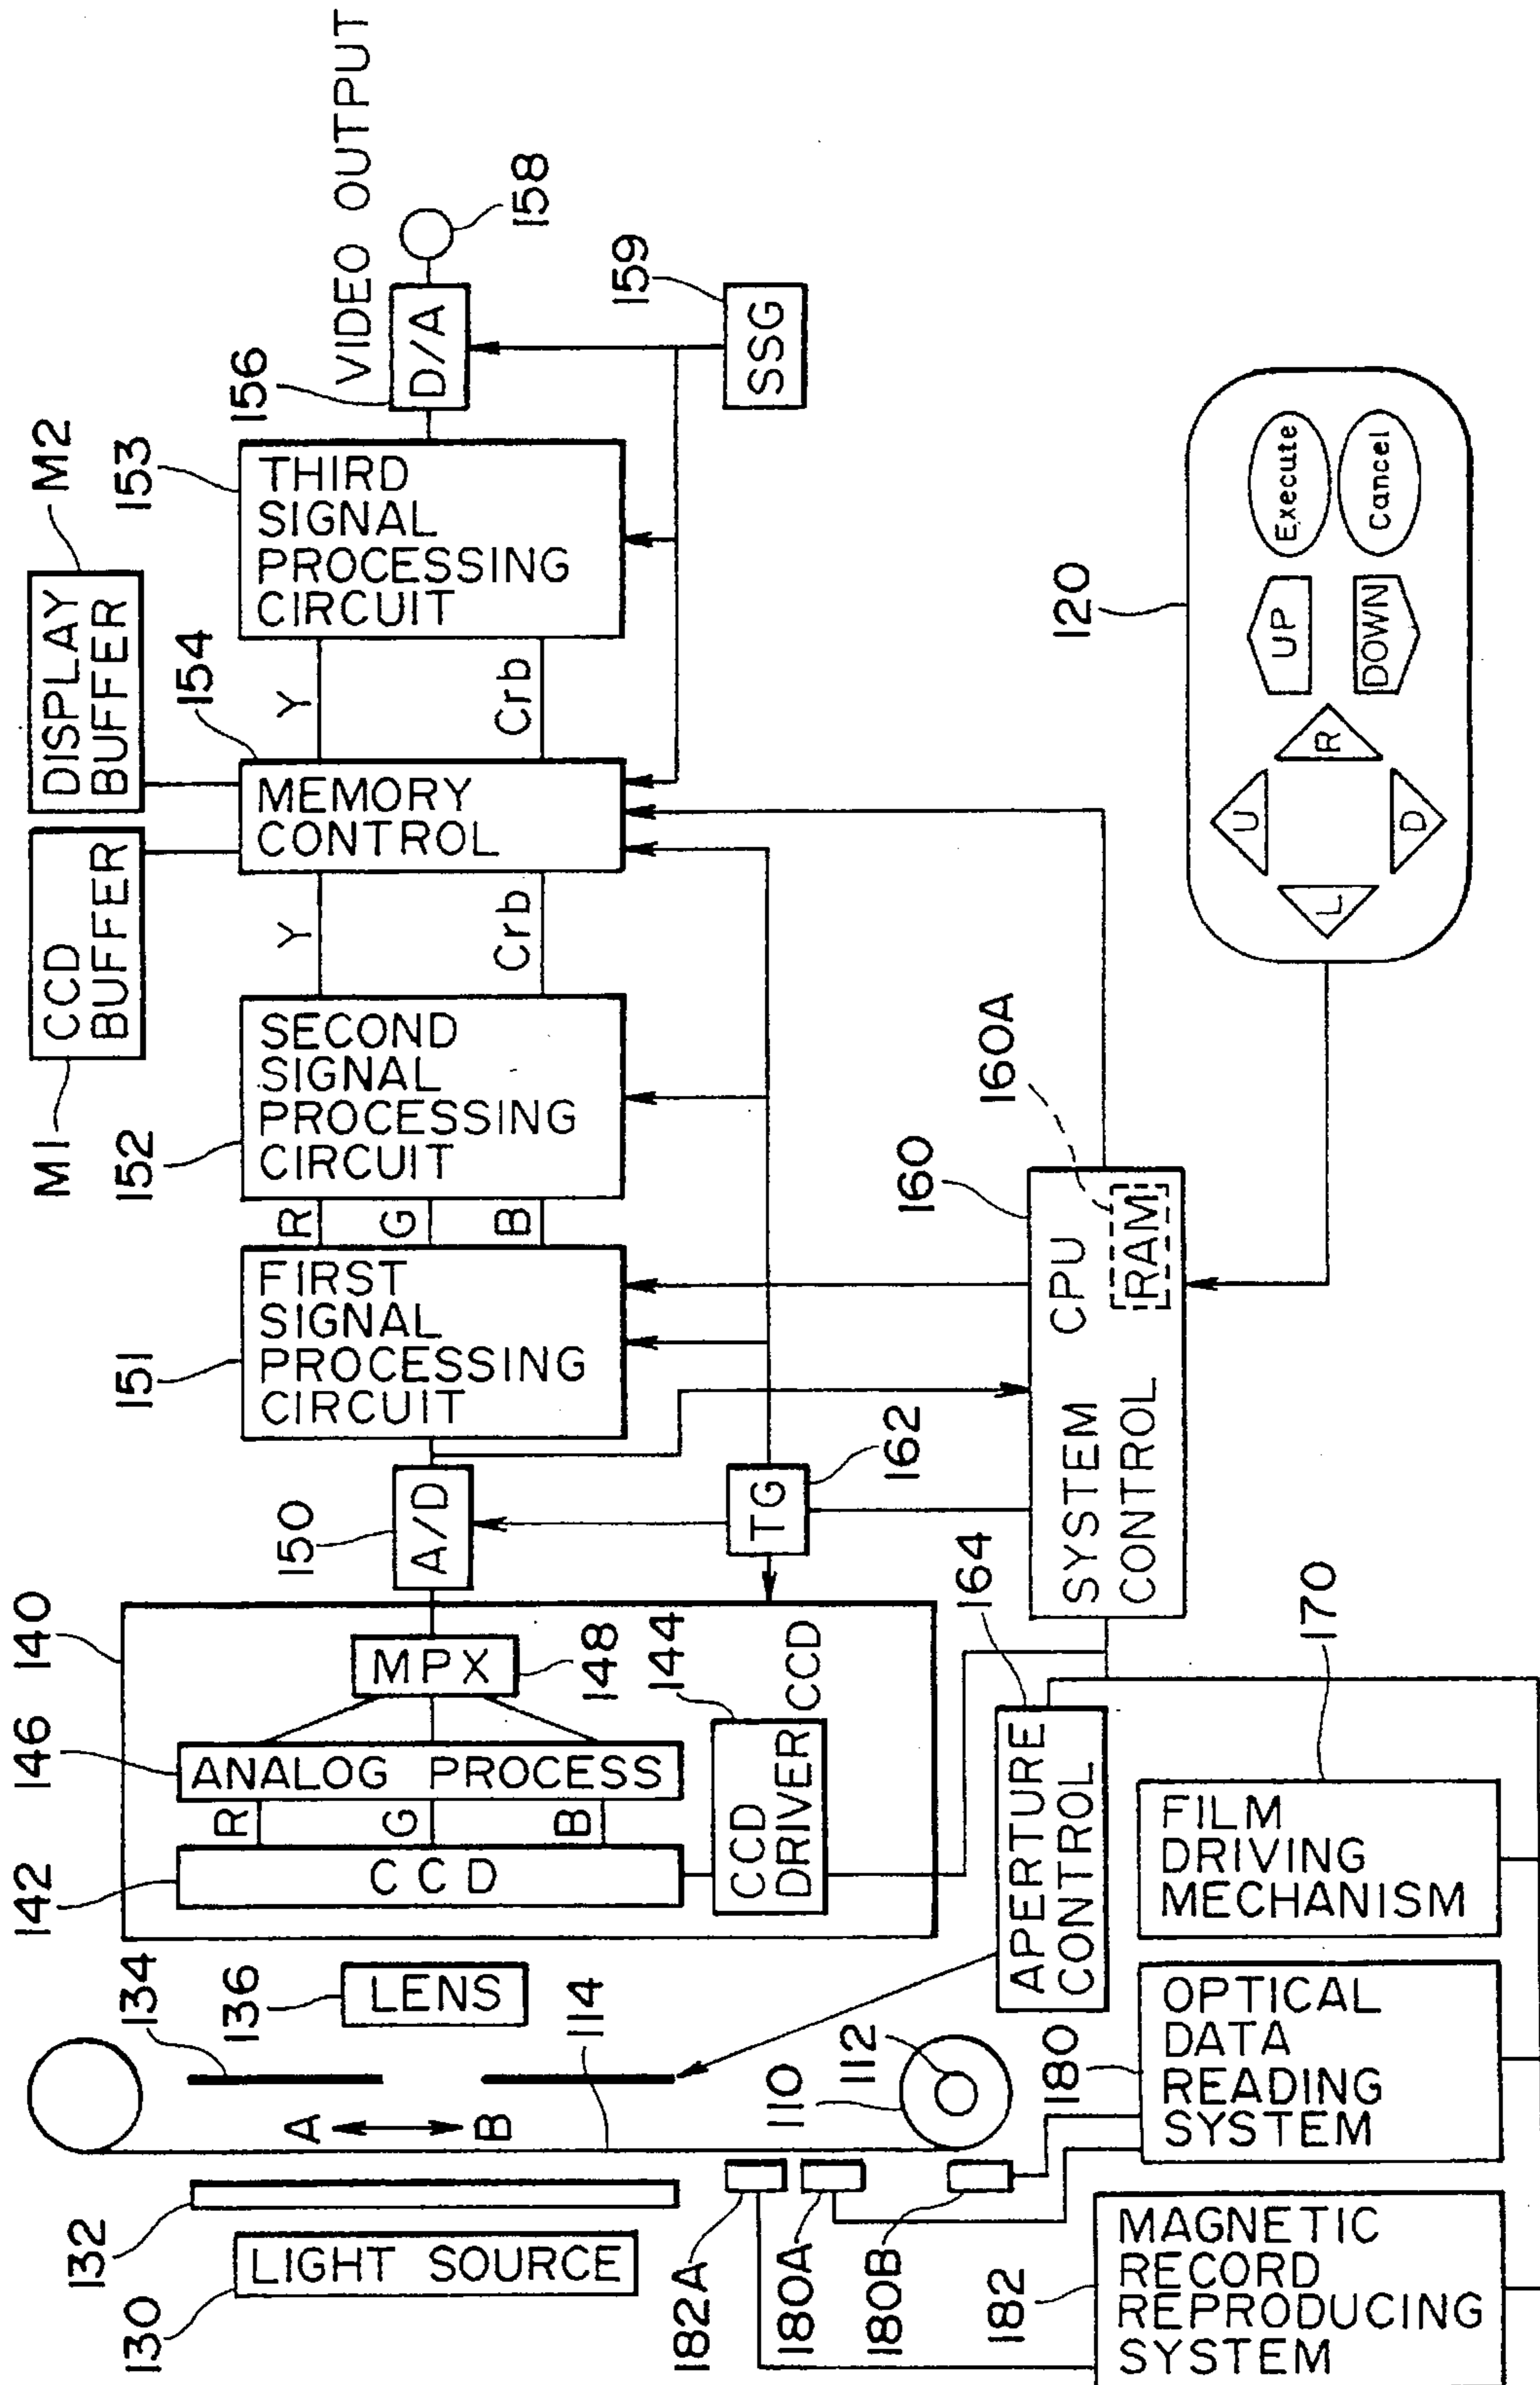 VIDEO OUTPUT
M1
CCD
BUFFER
DISPLAY
BUFFER
M2
140
146
142
134
136
132
130
LIGHT SOURCE
A
B
LENS
114
110
112
CCD
R
G
B
ANALOG PROCESS
MPX
148
144
CCD
DRIVER
CCD
150
A/D
151
FIRST
SIGNAL
PROCESSING
CIRCUIT
R
G
B
152
SECOND
SIGNAL
PROCESSING
CIRCUIT
Y
Crb
154
MEMORY
CONTROL
Y
Crb
153
THIRD
SIGNAL
PROCESSING
CIRCUIT
156
D/A
158
159
SSG
TG
162
164
APERTURE
CONTROL
160
160A
CPU
RAM
SYSTEM
CONTROL
120
U
L
R
D
UP
DOWN
Execute
Cancel
182A
180A
180B
182
MAGNETIC
RECORD
REPRODUCING
SYSTEM
180
OPTICAL
DATA
READING
SYSTEM
170
FILM
DRIVING
MECHANISM